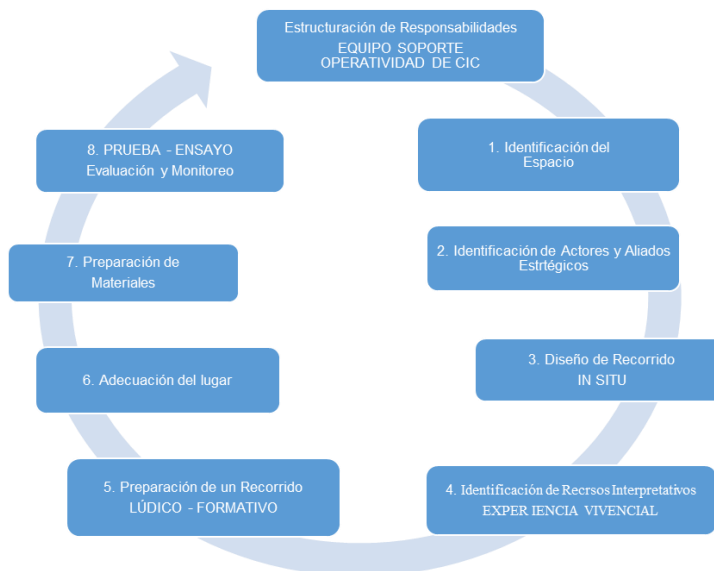 Estructuración de Responsabilidades
EQUIPO SOPORTE
OPERATIVIDAD DE CIC
1. Identificación del
Espacio
2. Identificación de Actores y Aliados
Estrtégicos
3. Diseño de Recorrido
IN SITU
4. Identificación de Recrsos Interpretativos
EXPER IENCIA VIVENCIAL
5. Preparación de un Recorrido
LÚDICO - FORMATIVO
6. Adecuación del lugar
7. Preparación de
Materiales
8. PRUEBA - ENSAYO
Evaluación y Monitoreo